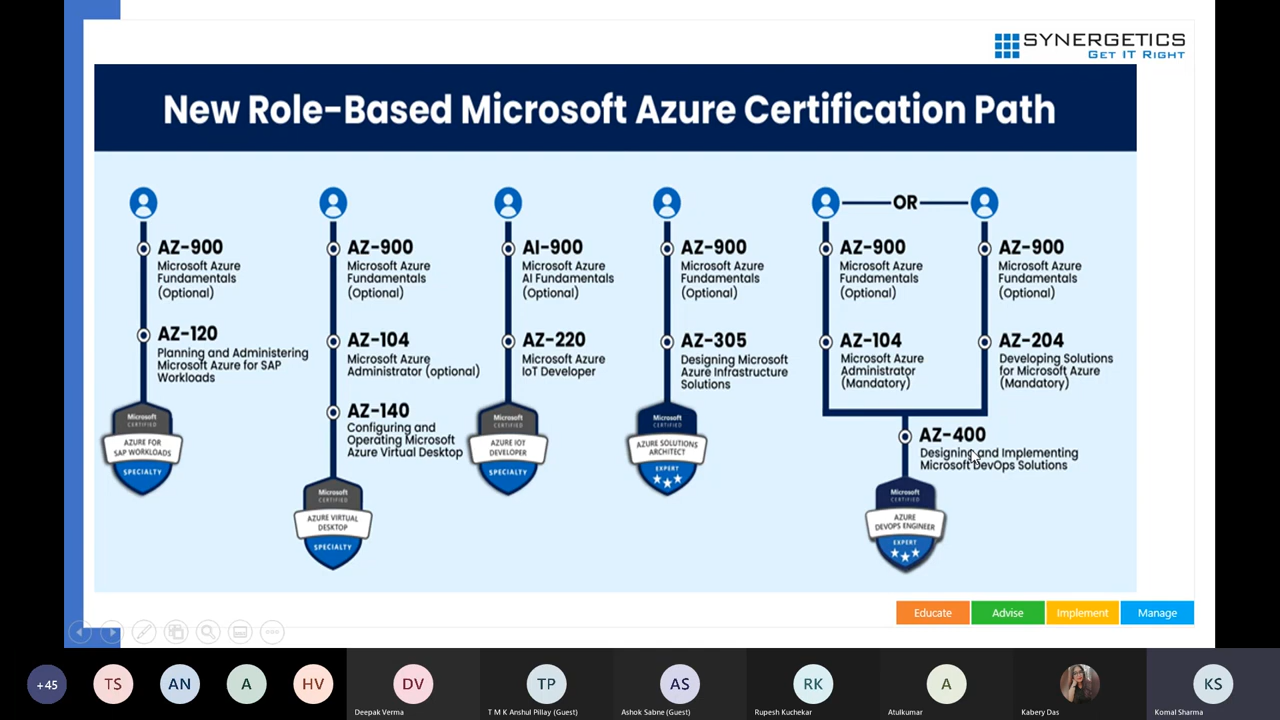 SYNERGETICS
GET IT RIGHT
New Role-Based Microsoft Azure Certification Path
OR
AZ-900
Microsoft Azure
Fundamentals
(Optional)
AZ-120
Planning and Administering
Microsoft Azure for SAP
Workloads
Microsoft
CERTIFIED
AZURE FOR
SAP WORKLOADS
SPECIALTY
AZ-900
Microsoft Azure
Fundamentals
(Optional)
AZ-104
Microsoft Azure
Administrator (optional)
AZ-140
Configuring and
Operating Microsoft
Azure Virtual Desktop
Microsoft
CERTIFIED
AZURE VIRTUAL
DESKTOP
SPECIALTY
AI-900
Microsoft Azure
AI Fundamentals
(Optional)
AZ-220
Microsoft Azure
IoT Developer
Microsoft
CERTIFIED
AZURE IOT
DEVELOPER
SPECIALTY
AZ-900
Microsoft Azure
Fundamentals
(Optional)
AZ-305
Designing Microsoft
Azure Infrastructure
Solutions
Microsoft
CERTIFIED
AZURE SOLUTIONS
ARCHITECT
EXPERT
AZ-900
Microsoft Azure
Fundamentals
(Optional)
AZ-104
Microsoft Azure
Administrator
(Mandatory)
AZ-900
Microsoft Azure
Fundamentals
(Optional)
AZ-204
Developing Solutions
for Microsoft Azure
(Mandatory)
AZ-400
Designing and Implementing
Microsoft DevOps Solutions
Microsoft
CERTIFIED
AZURE
DEVOPS ENGINEER
EXPERT
Educate
Advise
Implement
Manage
+45
TS
AN
A
HV
DV
TP
AS
RK
A
KS
Deepak Verma
T M K Anshul Pillay (Guest)
Ashok Sabne (Guest)
Rupesh Kuchekar
Atulkumar
Kabery Das
Komal Sharma